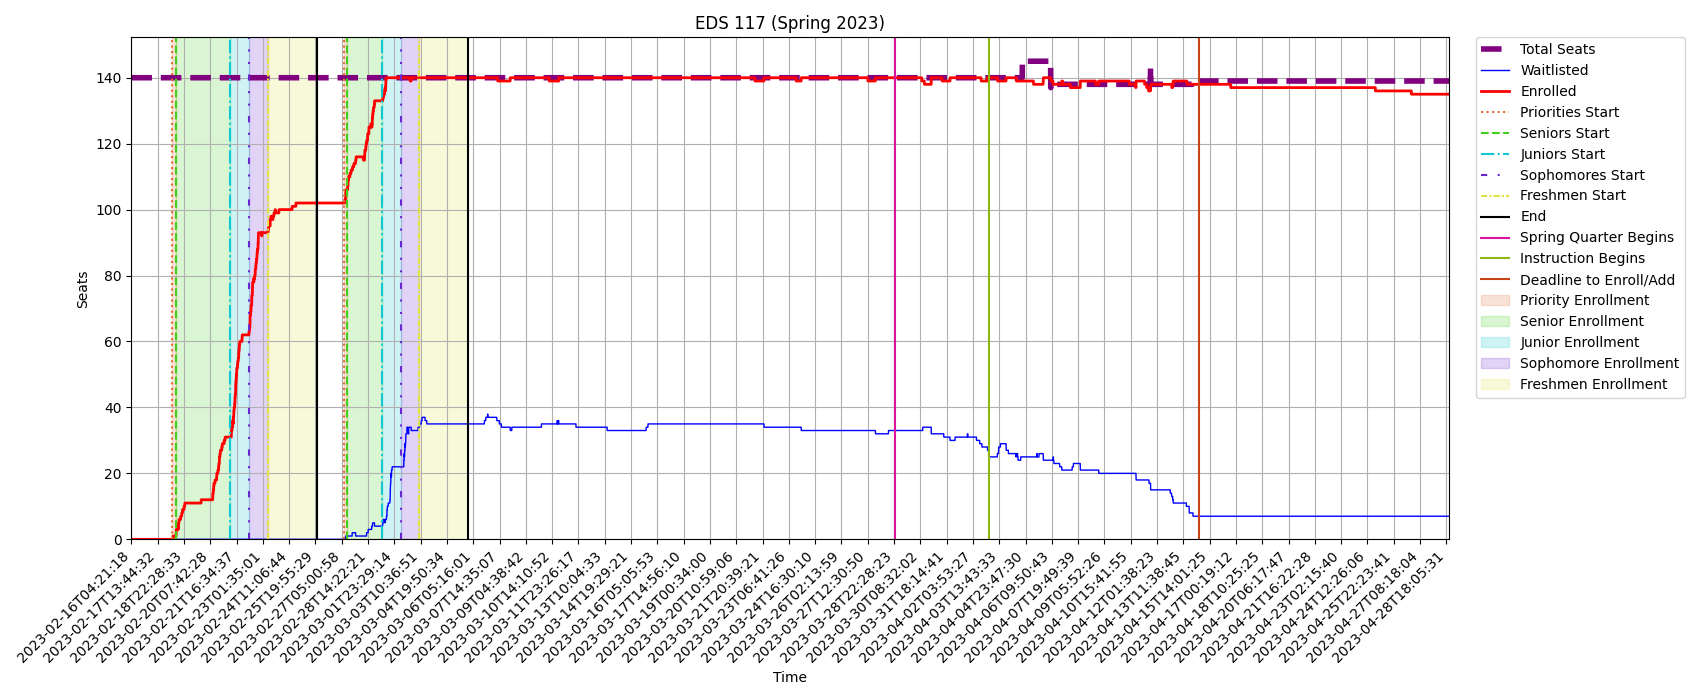 EDS 117 (Spring 2023)
Seats
140
120
100
80
60
40
20
0
2023-02-16T04:21:18
2023-02-17T13:44:32
2023-02-18T22:28:33
2023-02-20T07:42:28
2023-02-21T16:34:37
2023-02-23T01:35:01
2023-02-24T11:06:44
2023-02-25T19:55:29
2023-02-27T05:00:58
2023-02-28T14:22:21
2023-03-01T23:29:14
2023-03-03T10:36:51
2023-03-04T19:50:34
2023-03-06T05:16:01
2023-03-07T14:35:07
2023-03-09T04:38:42
2023-03-10T14:10:52
2023-03-11T23:26:17
2023-03-13T10:04:33
2023-03-14T19:29:21
2023-03-16T05:05:53
2023-03-17T14:56:10
2023-03-19T00:34:00
2023-03-20T10:59:06
2023-03-21T20:39:21
2023-03-23T06:41:26
2023-03-24T16:30:10
2023-03-26T02:13:59
2023-03-27T12:30:50
2023-03-28T22:28:23
2023-03-30T08:32:02
2023-03-31T18:14:41
2023-04-02T03:53:27
2023-04-03T13:43:33
2023-04-04T23:47:30
2023-04-06T09:50:43
2023-04-07T19:49:39
2023-04-09T05:52:26
2023-04-10T15:41:55
2023-04-12T01:38:23
2023-04-13T11:38:45
2023-04-15T14:01:25
2023-04-17T00:19:12
2023-04-18T10:25:25
2023-04-20T06:17:47
2023-04-21T16:22:28
2023-04-23T02:15:40
2023-04-24T12:26:06
2023-04-25T22:23:41
2023-04-27T08:18:04
2023-04-28T18:05:31
Time
Total Seats
Waitlisted
Enrolled
Priorities Start
Seniors Start
Juniors Start
Sophomores Start
Freshmen Start
End
Spring Quarter Begins
Instruction Begins
Deadline to Enroll/Add
Priority Enrollment
Senior Enrollment
Junior Enrollment
Sophomore Enrollment
Freshmen Enrollment